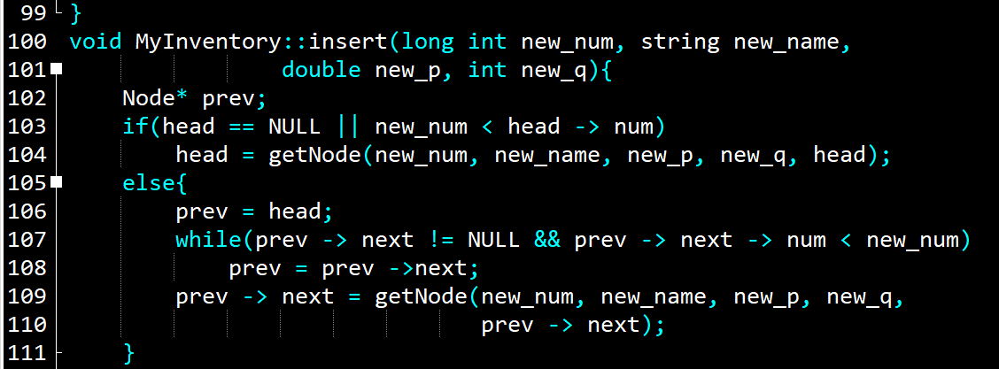 99 }
100 void MyInventory::insert(long int new_num, string new_name,
101                 double new_p, int new_q){
102     Node* prev;
103     if(head == NULL || new_num < head -> num)
104         head = getNode(new_num, new_name, new_p, new_q, head);
105     else{
106         prev = head;
107         while(prev -> next != NULL && prev -> next -> num < new_num)
108             prev = prev ->next;
109         prev -> next = getNode(new_num, new_name, new_p, new_q,
110                                prev -> next);
111     }